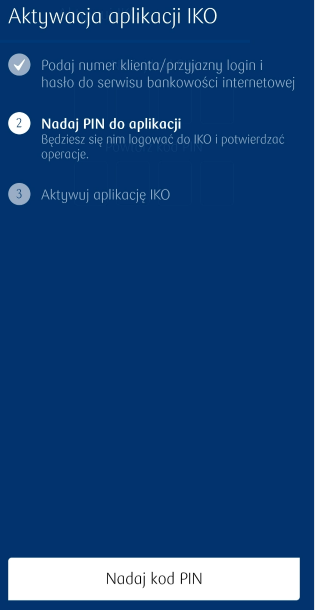 Aktywacja aplikacji IKO
Podaj numer klienta/przyjazny login i
hasło do serwisu bankowości internetowej
2
Nadaj PIN do aplikacji
Będziesz się nim logować do IKO i potwierdzać
operacje.
3
Aktywuj aplikację IKO
Nadaj kod PIN